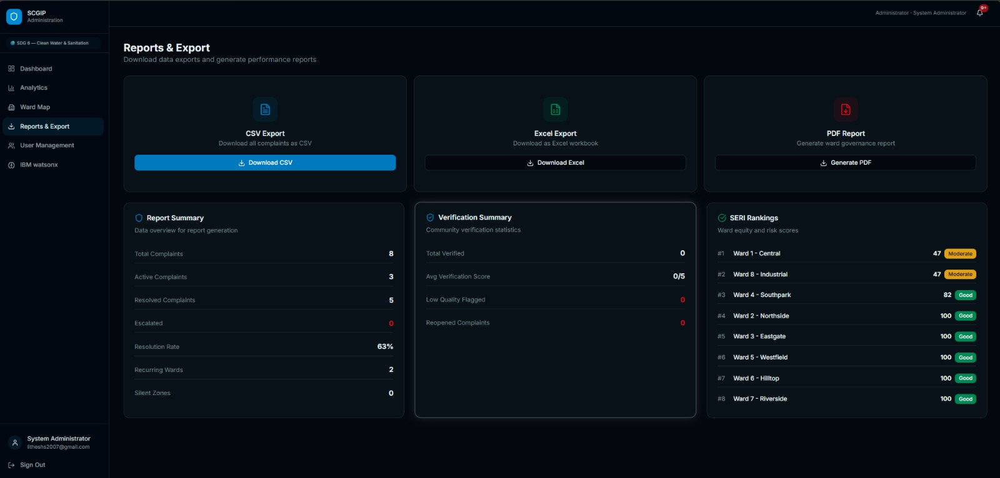 SCGIP
Administration
SDG 6 — Clean Water & Sanitation
Dashboard
Analytics
Ward Map
Reports & Export
User Management
IBM watsonx
System Administrator
litheshs2007@gmail.com
Sign Out
Administrator · System Administrator
9+
Reports & Export
Download data exports and generate performance reports
CSV Export
Download all complaints as CSV
Download CSV
Excel Export
Download as Excel workbook
Download Excel
PDF Report
Generate ward governance report
Generate PDF
Report Summary
Data overview for report generation
Total Complaints 8
Active Complaints 3
Resolved Complaints 5
Escalated 0
Resolution Rate 63%
Recurring Wards 2
Silent Zones 0
Verification Summary
Community verification statistics
Total Verified 0
Avg Verification Score 0/5
Low Quality Flagged 0
Reopened Complaints 0
SERI Rankings
Ward equity and risk scores
#1 Ward 1 - Central 47 Moderate
#2 Ward 8 - Industrial 47 Moderate
#3 Ward 4 - Southpark 82 Good
#4 Ward 2 - Northside 100 Good
#5 Ward 3 - Eastgate 100 Good
#6 Ward 5 - Westfield 100 Good
#7 Ward 6 - Hilltop 100 Good
#8 Ward 7 - Riverside 100 Good